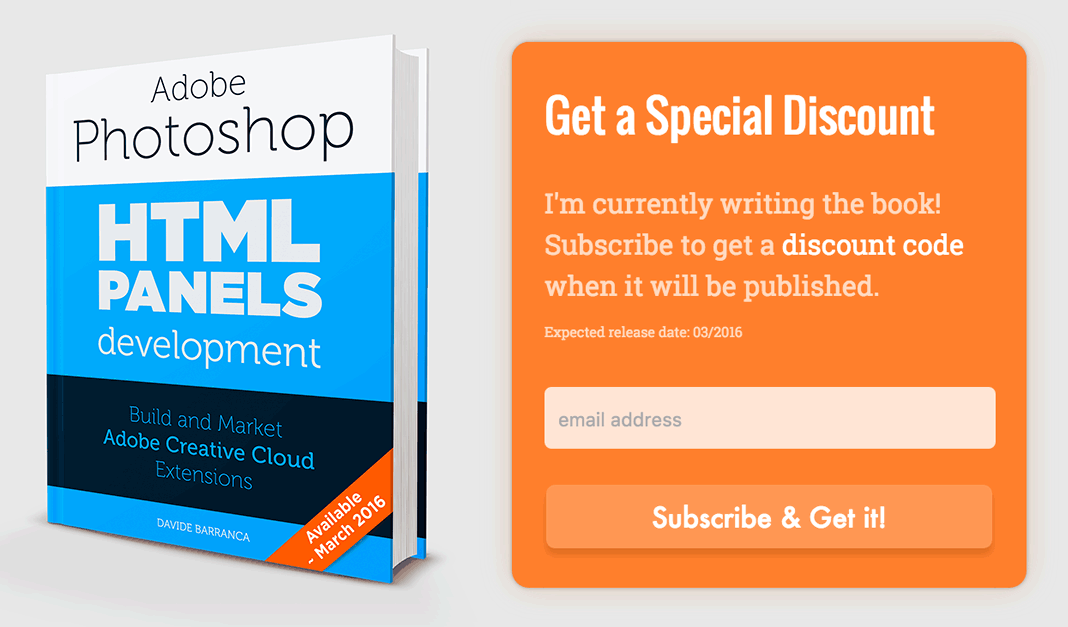 Adobe
Photoshop
HTML
PANELS
development
Build and Market
Adobe Creative Cloud
Extensions
DAVIDE BARRANCA
Available
~ March 2016
Get a Special Discount
I'm currently writing the book!
Subscribe to get a discount code
when it will be published.
Expected release date: 03/2016
email address
Subscribe & Get it!